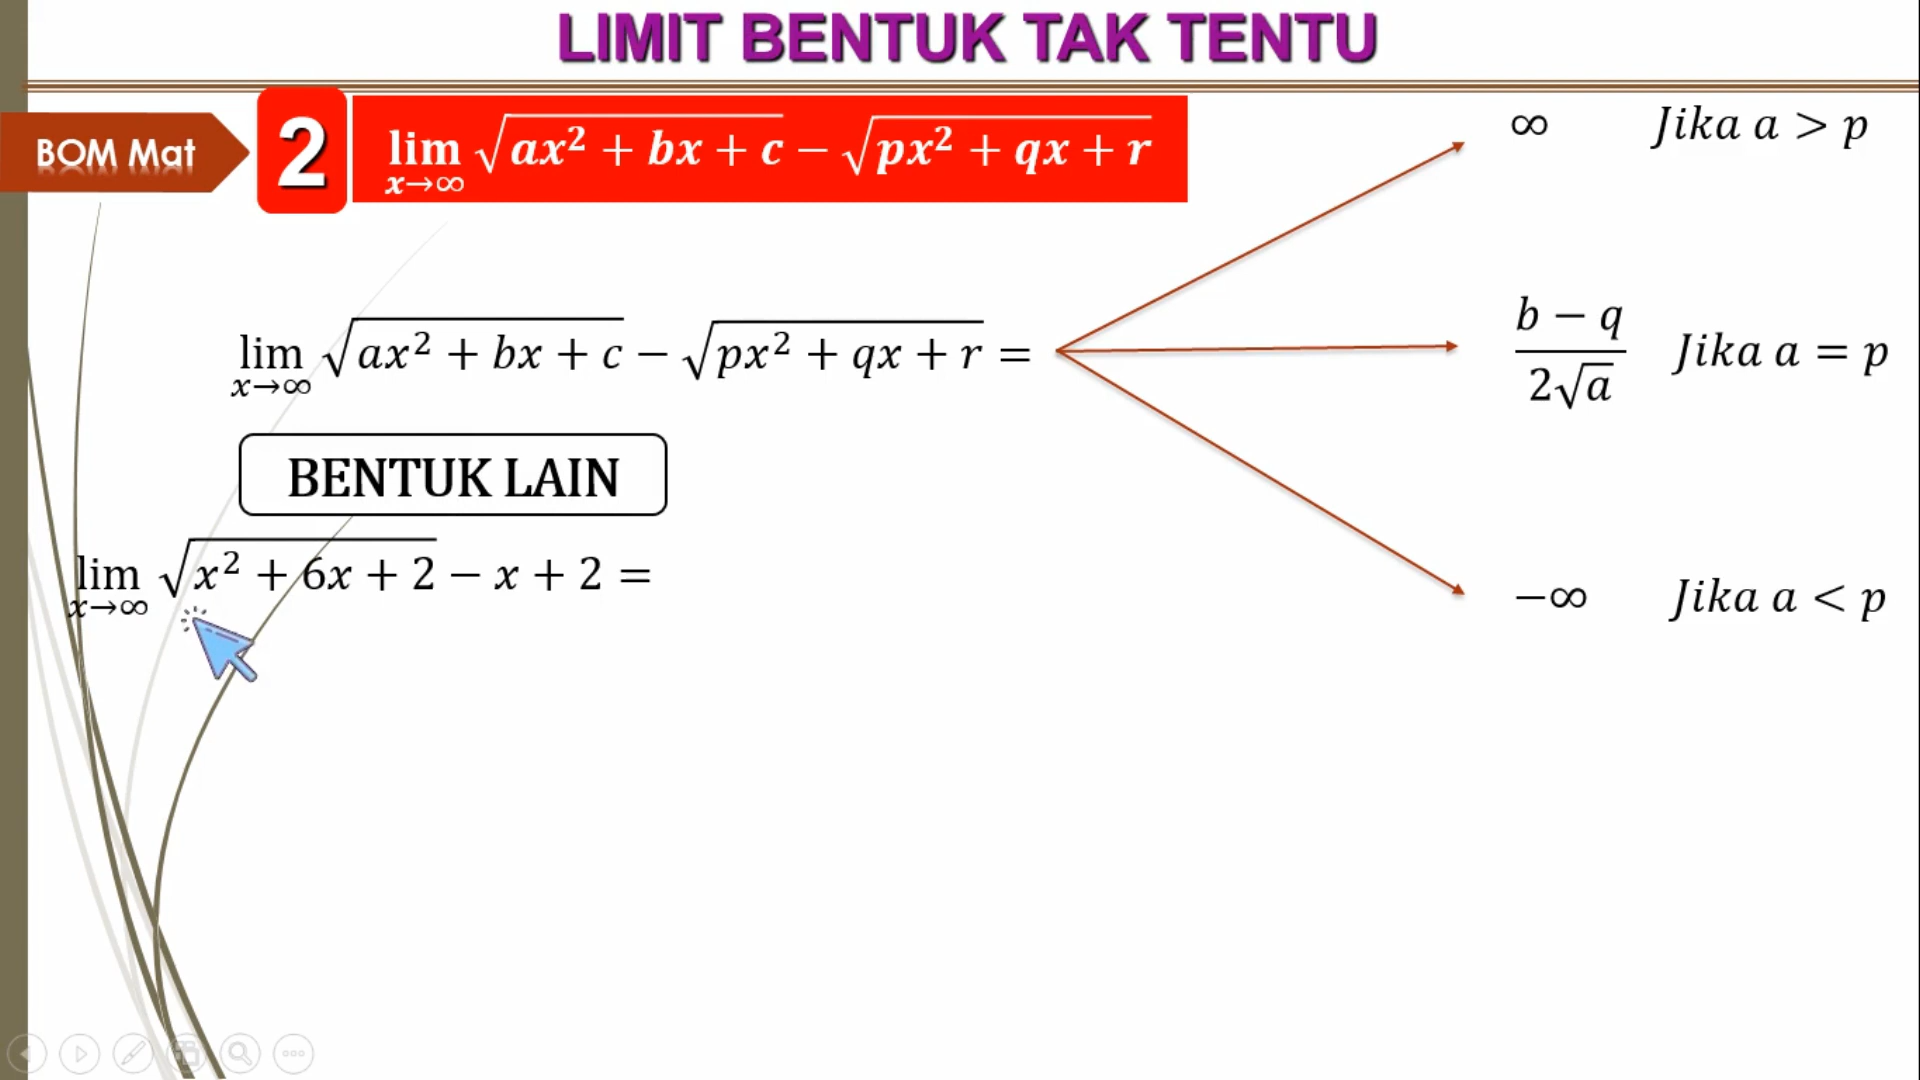 LIMIT BENTUK TAK TENTU
BOM Mat
2
lim x→∞ √(ax² + bx + c) − √(px² + qx + r)
∞ Jika a > p
lim x→∞ √(ax² + bx + c) − √(px² + qx + r) =
(b − q)/(2√a) Jika a = p
BENTUK LAIN
lim x→∞ √(x² + 6x + 2) − x + 2 =
−∞ Jika a < p